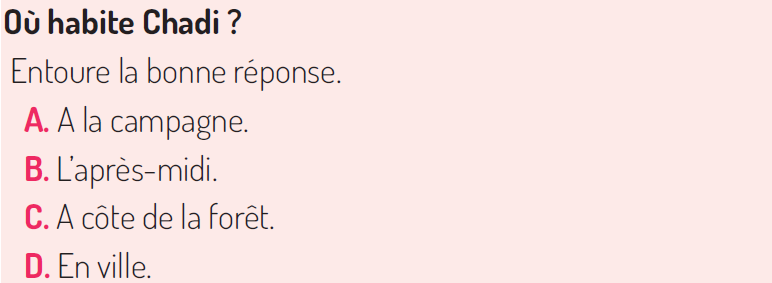 Où habite Chadi ?
Entoure la bonne réponse.
A. A la campagne.
B. L'après-midi.
C. A côte de la forêt.
D. En ville.